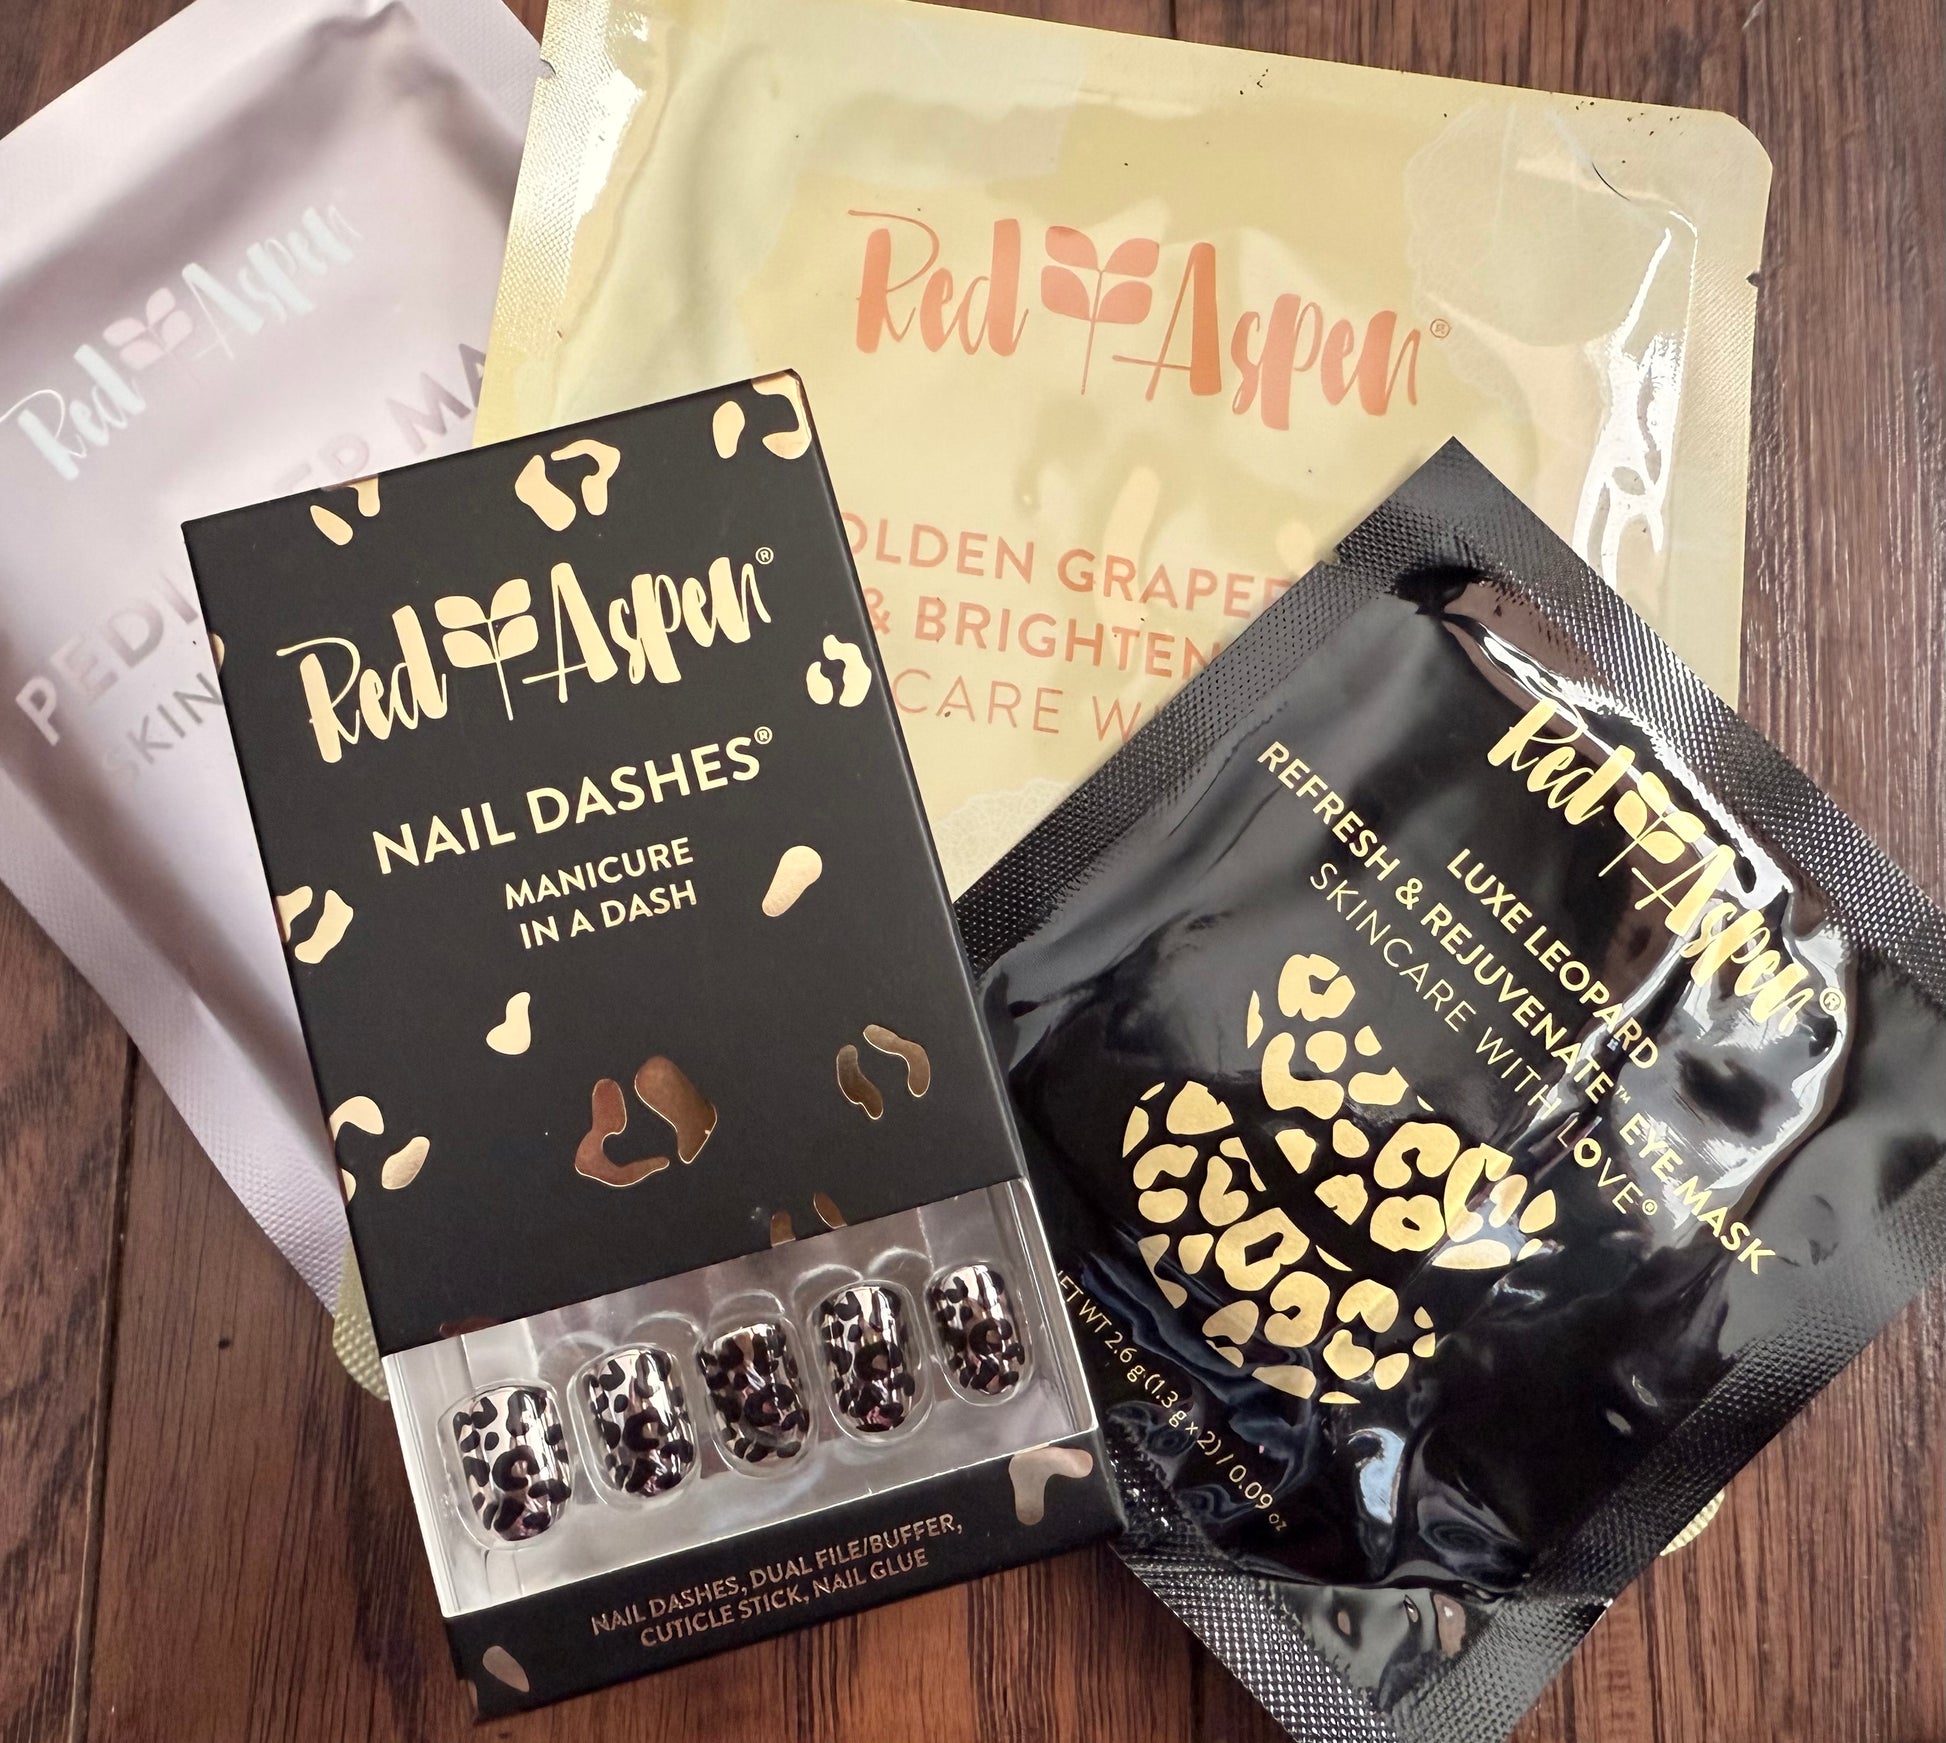 Red Aspen
PEDI
SKIN
Red Aspen®
OLDEN GRAPEF
& BRIGHTEN
CARE W
Red Aspen®
NAIL DASHES®
MANICURE
IN A DASH
NAIL DASHES, DUAL FILE/BUFFER,
CUTICLE STICK, NAIL GLUE
Red Aspen®
LUXE LEOPARD
REFRESH & REJUVENATE™ EYE MASK
SKINCARE WITH LOVE®
NET WT 2.6 g (1.3 g x 2) / 0.09 oz